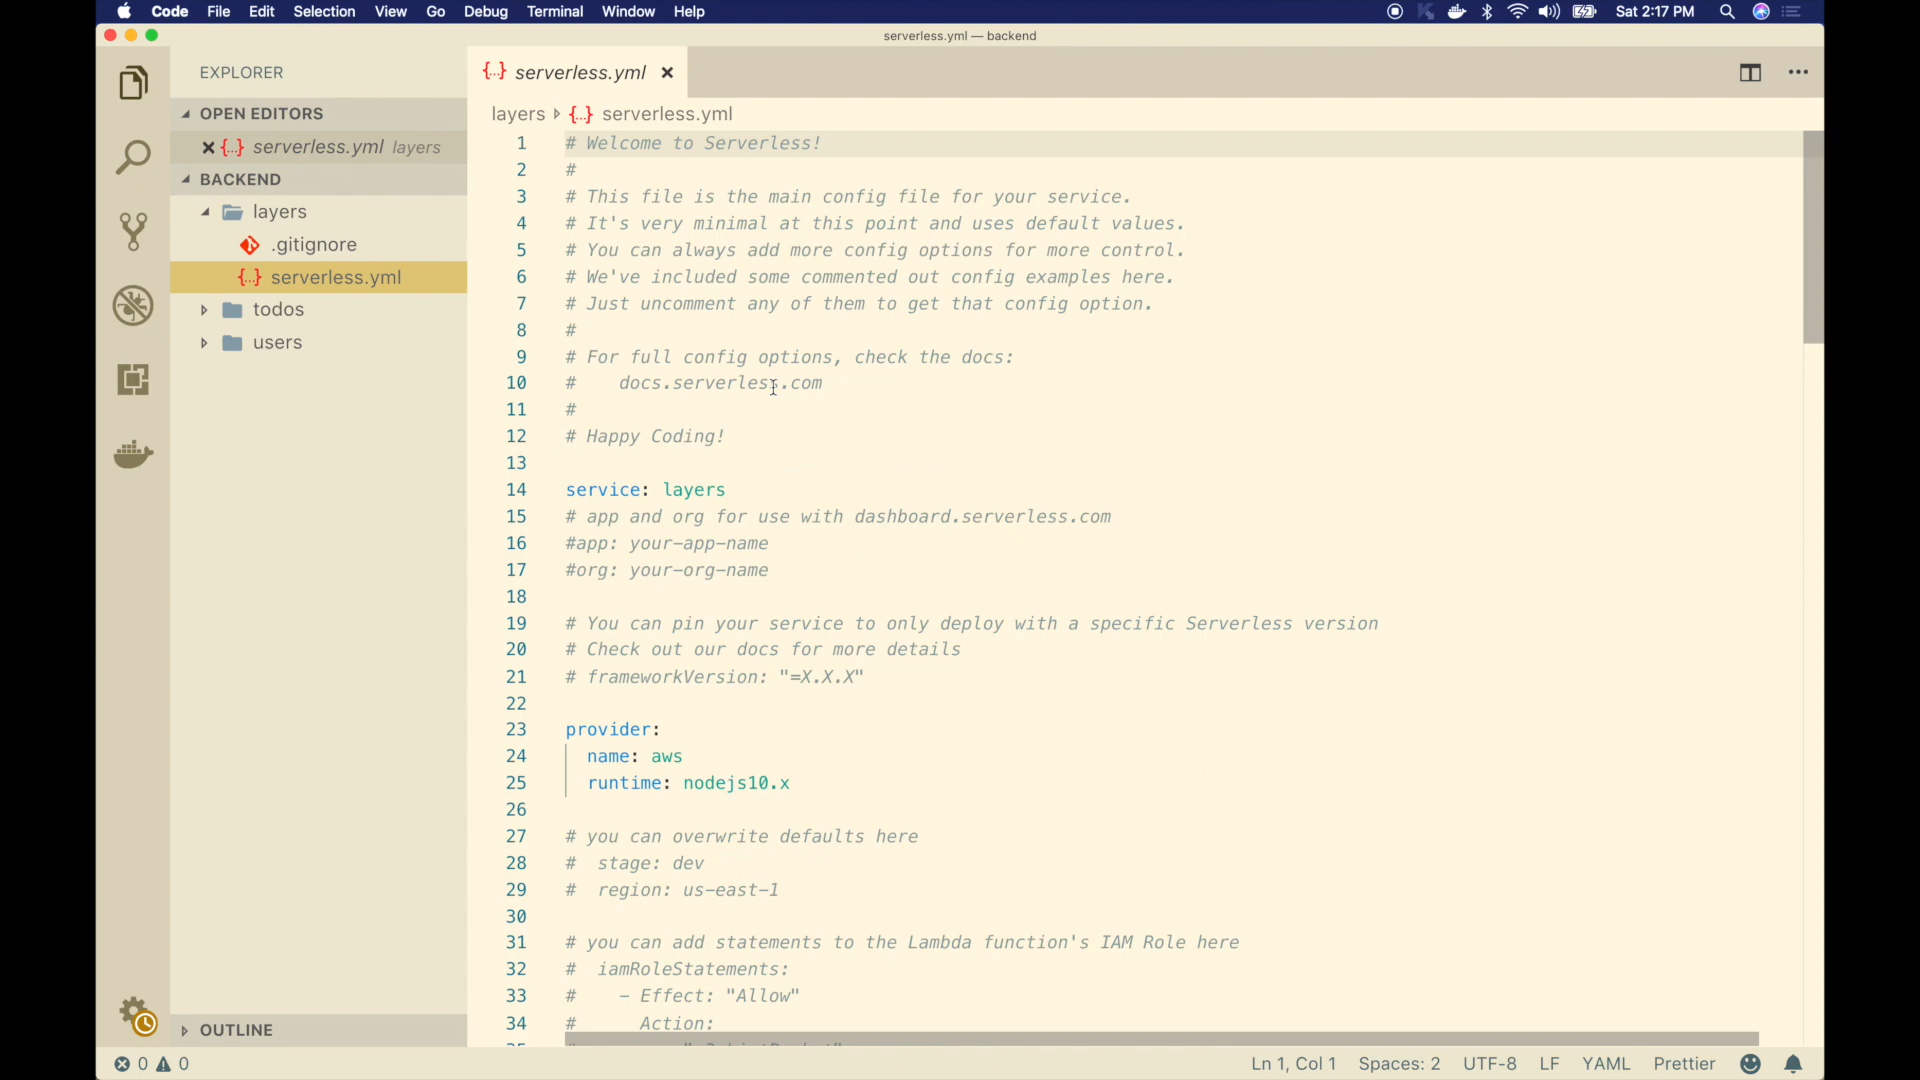 Code File Edit Selection View Go Debug Terminal Window Help Sat 2:17 PM
serverless.yml — backend
EXPLORER
OPEN EDITORS
serverless.yml layers
BACKEND
layers
.gitignore
serverless.yml
todos
users
OUTLINE
{..} serverless.yml
layers {..} serverless.yml
1 # Welcome to Serverless!
2 #
3 # This file is the main config file for your service.
4 # It's very minimal at this point and uses default values.
5 # You can always add more config options for more control.
6 # We've included some commented out config examples here.
7 # Just uncomment any of them to get that config option.
8 #
9 # For full config options, check the docs:
10 #    docs.serverless.com
11 #
12 # Happy Coding!
13
14 service: layers
15 # app and org for use with dashboard.serverless.com
16 #app: your-app-name
17 #org: your-org-name
18
19 # You can pin your service to only deploy with a specific Serverless version
20 # Check out our docs for more details
21 # frameworkVersion: "=X.X.X"
22
23 provider:
24   name: aws
25   runtime: nodejs10.x
26
27 # you can overwrite defaults here
28 #  stage: dev
29 #  region: us-east-1
30
31 # you can add statements to the Lambda function's IAM Role here
32 #  iamRoleStatements:
33 #    - Effect: "Allow"
34 #      Action:
0 0 Ln 1, Col 1 Spaces: 2 UTF-8 LF YAML Prettier